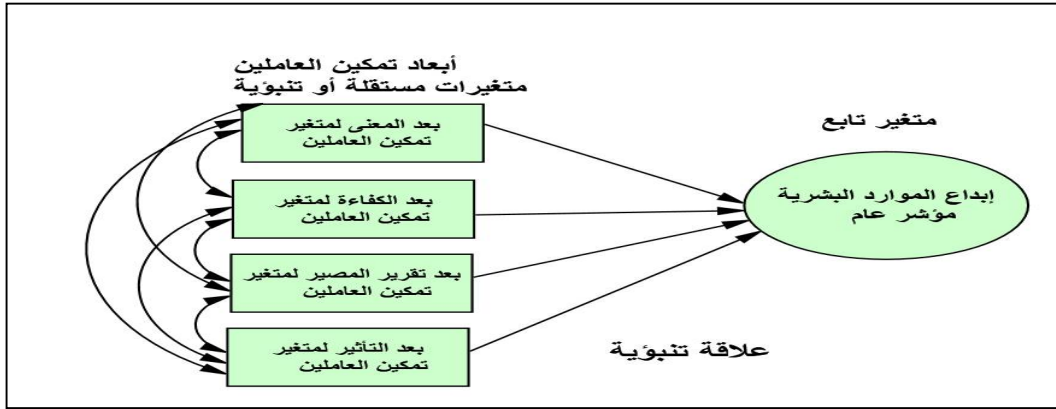 أبعاد تمكين العاملين
متغيرات مستقلة أو تنبؤية
بعد المعنى لمتغير
تمكين العاملين
بعد الكفاءة لمتغير
تمكين العاملين
بعد تقرير المصير لمتغير
تمكين العاملين
بعد التأثير لمتغير
تمكين العاملين
متغير تابع
إبداع الموارد البشرية
مؤشر عام
علاقة تنبؤية